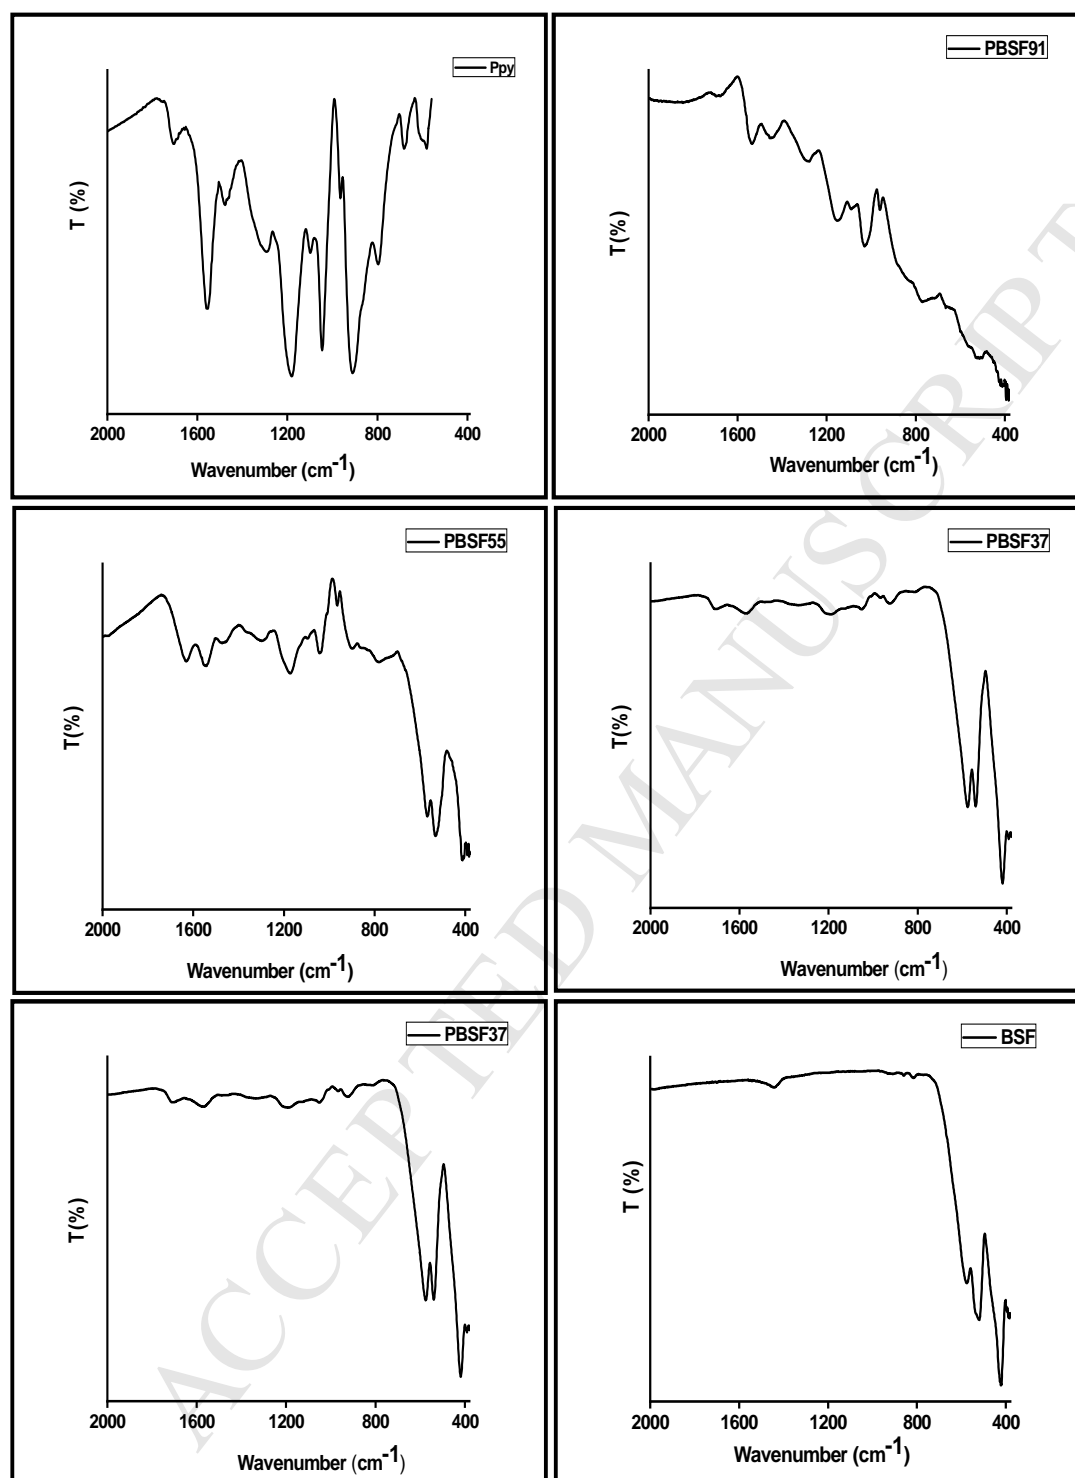 Ppy
T (%)
2000 1600 1200 800 400
Wavenumber (cm-1)
PBSF91
T(%)
2000 1600 1200 800 400
Wavenumber (cm-1)
PBSF55
T(%)
2000 1600 1200 800 400
Wavenumber (cm-1)
PBSF37
T(%)
2000 1600 1200 800 400
Wavenumber (cm-1)
PBSF37
T(%)
2000 1600 1200 800 400
Wavenumber (cm-1)
BSF
T (%)
2000 1600 1200 800 400
Wavenumber (cm-1)
ACCEPTED MANUSCRIPT